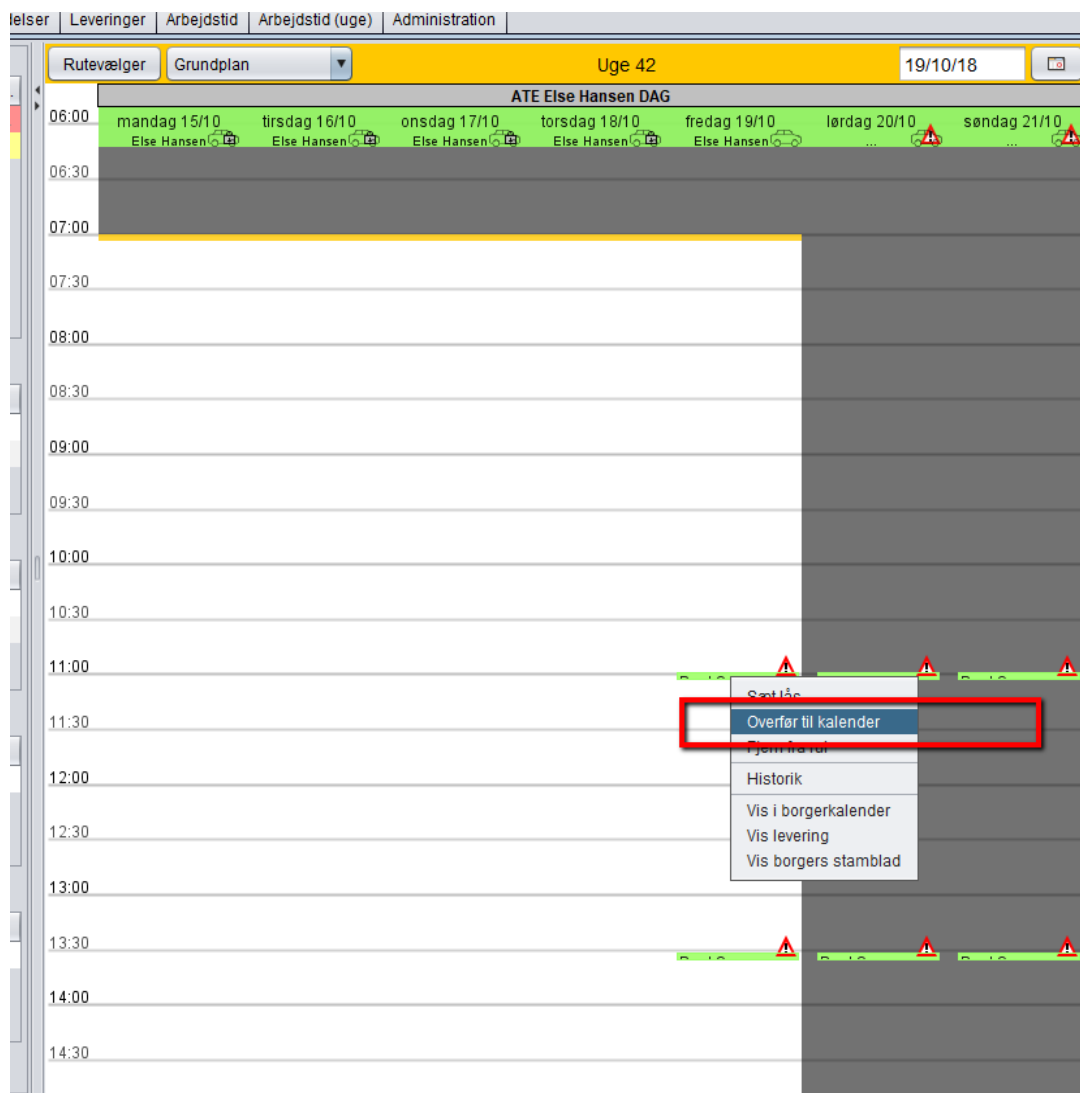 Leveringer Arbejdstid Arbejdstid (uge) Administration
Rutevælger Grundplan Uge 42 19/10/18
ATE Else Hansen DAG
06:00 mandag 15/10 tirsdag 16/10 onsdag 17/10 torsdag 18/10 fredag 19/10 lørdag 20/10 søndag 21/10
Else Hansen Else Hansen Else Hansen Else Hansen Else Hansen ... ...
06:30
07:00
07:30
08:00
08:30
09:00
09:30
10:00
10:30
11:00
Sæt lås
11:30
Overfør til kalender
Fjern fra
12:00
Historik
Vis i borgerkalender
12:30
Vis levering
Vis borgers stamblad
13:00
13:30
14:00
14:30